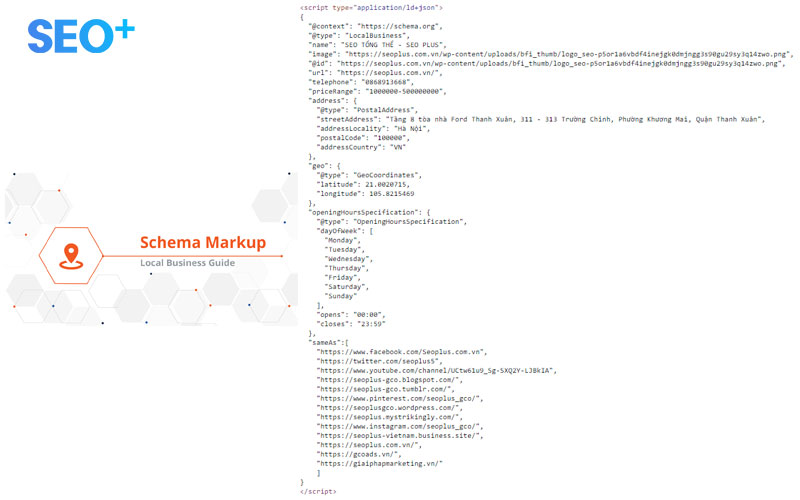 SEO+
Schema Markup
Local Business Guide
<script type="application/ld+json">
{
"@context": "https://schema.org",
"@type": "LocalBusiness",
"name": "SEO TỔNG THỂ - SEO PLUS",
"image": "https://seoplus.com.vn/wp-content/uploads/bfi_thumb/logo_seo-p5or1a6vbdf4inejgk0dmjngg3s90gu29sy3q14zwo.png",
"@id": "https://seoplus.com.vn/wp-content/uploads/bfi_thumb/logo_seo-p5or1a6vbdf4inejgk0dmjngg3s90gu29sy3q14zwo.png",
"url": "https://seoplus.com.vn/",
"telephone": "0868913668",
"priceRange": "1000000-500000000",
"address": {
"@type": "PostalAddress",
"streetAddress": "Tầng 8 tòa nhà Ford Thanh Xuân, 311 - 313 Trường Chinh, Phường Khương Mai, Quận Thanh Xuân",
"addressLocality": "Hà Nội",
"postalCode": "100000",
"addressCountry": "VN"
},
"geo": {
"@type": "GeoCoordinates",
"latitude": 21.0020715,
"longitude": 105.8215469
},
"openingHoursSpecification": {
"@type": "OpeningHoursSpecification",
"dayOfWeek": [
"Monday",
"Tuesday",
"Wednesday",
"Thursday",
"Friday",
"Saturday",
"Sunday"
],
"opens": "00:00",
"closes": "23:59"
},
"sameAs":[
"https://www.facebook.com/Seoplus.com.vn",
"https://twitter.com/seoplus5",
"https://www.youtube.com/channel/UCtw61u9_Sg-SXQ2Y-LJBkIA",
"https://seoplus-gco.blogspot.com/",
"https://seoplus-gco.tumblr.com/",
"https://www.pinterest.com/seoplus_gco/",
"https://seoplusgco.wordpress.com/",
"https://seoplus.mystrikingly.com/",
"https://www.instagram.com/seoplus_gco/",
"https://seoplus-vietnam.business.site/",
"https://seoplus.com.vn/",
"https://gcoads.vn/",
"https://giaiphapmarketing.vn/"
]
}
</script>